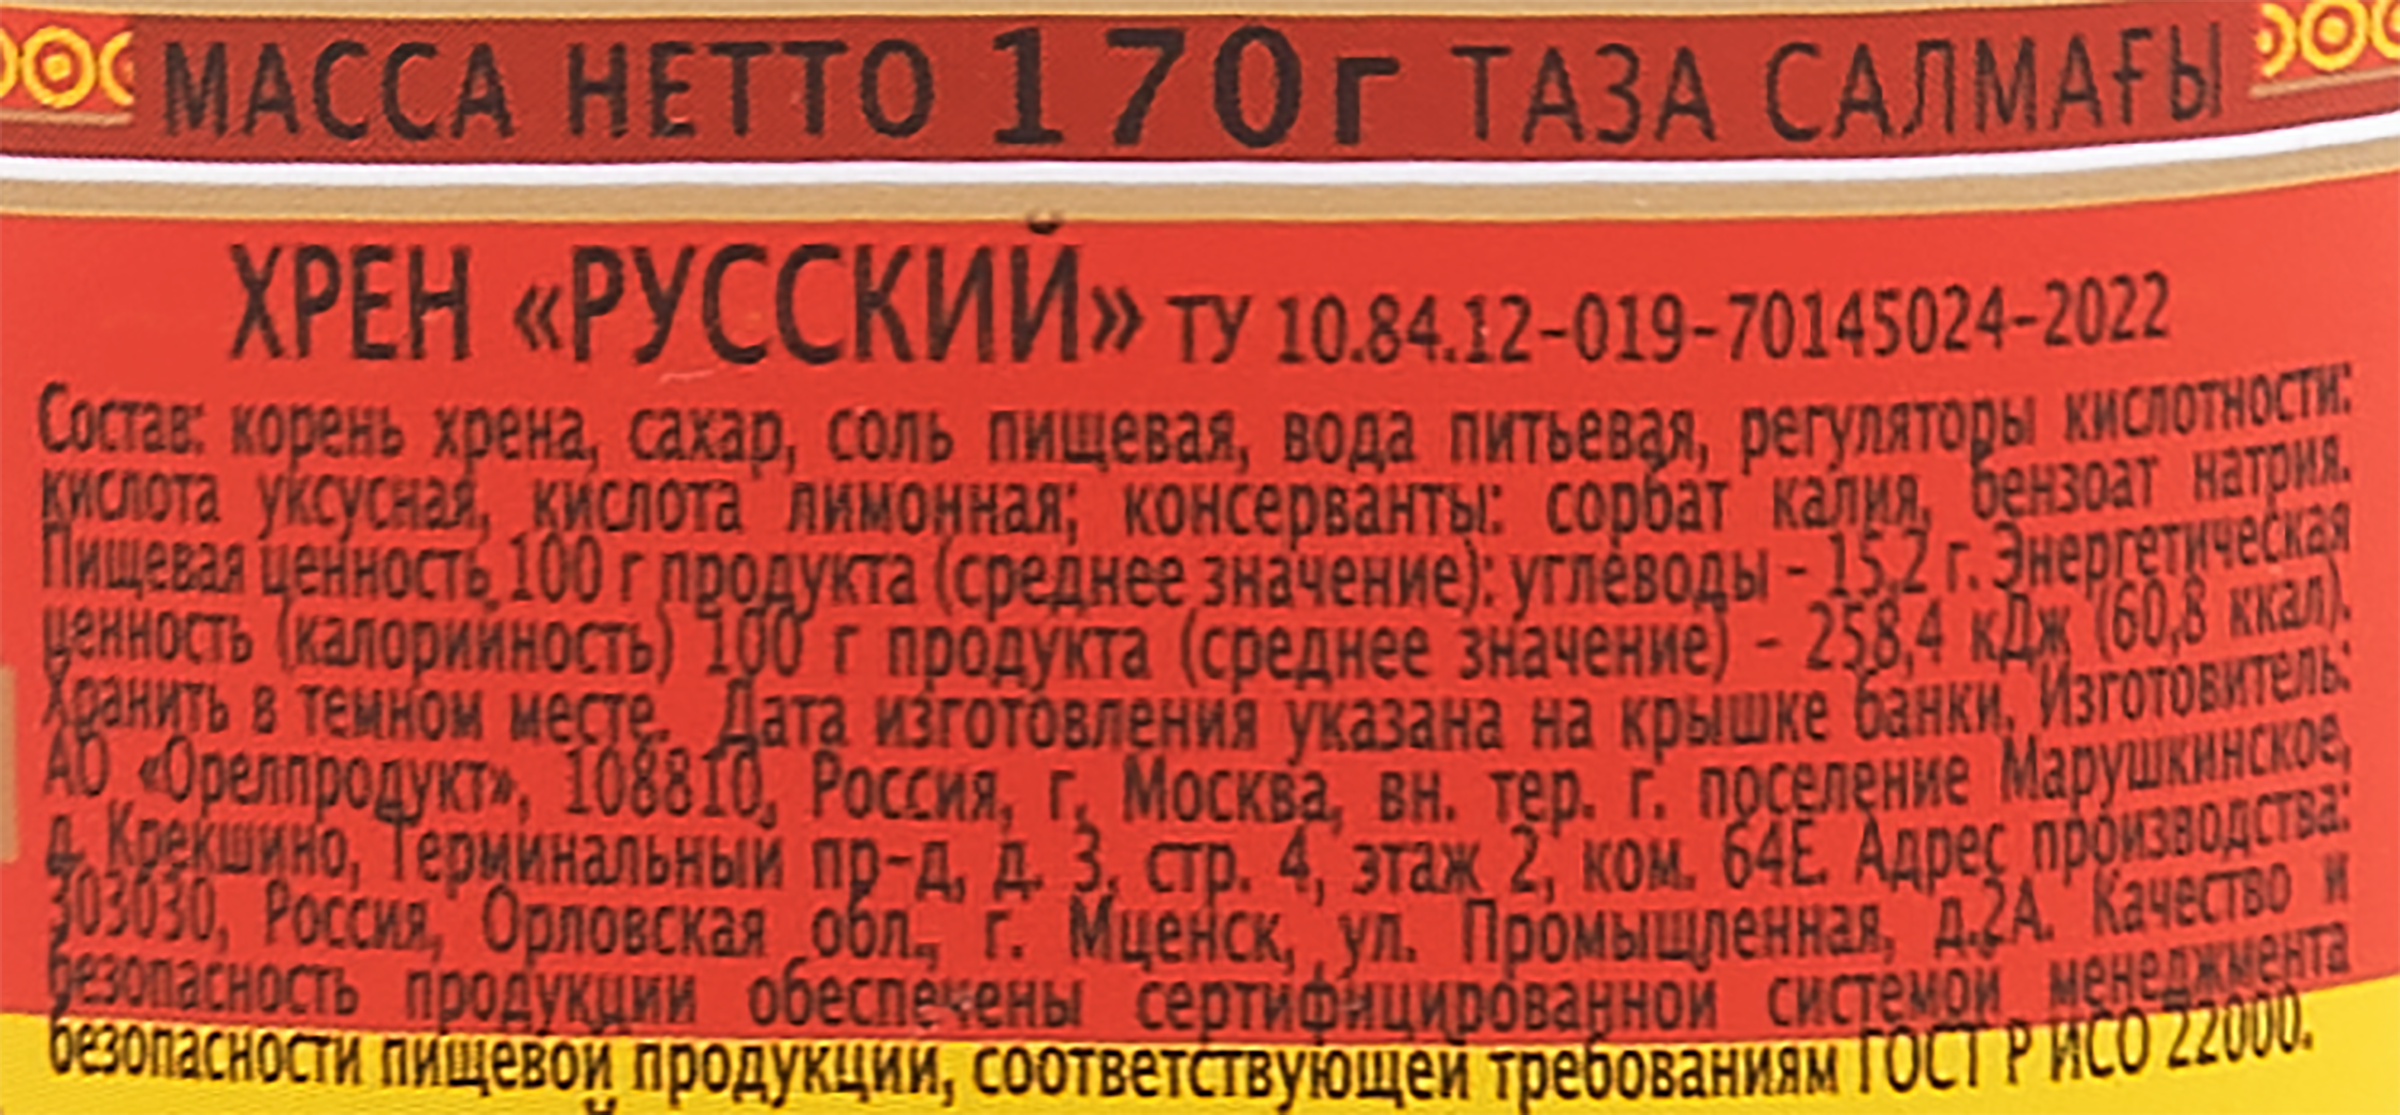 МАССА НЕТТО 170г ТАЗА САЛМАҒЫ
ХРЕН «РУССКИЙ» ТУ 10.84.12-019-70145024-2022
Состав: корень хрена, сахар, соль пищевая, вода питьевая, регуляторы кислотности:
кислота уксусная, кислота лимонная; консерванты: сорбат калия, бензоат натрия.
Пищевая ценность 100 г продукта (среднее значение): углеводы - 15,2 г. Энергетическая
ценность (калорийность) 100 г продукта (среднее значение) - 258,4 кДж (60,8 ккал).
Хранить в темном месте. Дата изготовления указана на крышке банки. Изготовитель:
АО «Орелпродукт», 108810, Россия, г. Москва, вн. тер. г. поселение Марушкинское,
д. Крекшино, Терминальный пр-д, д. 3, стр. 4, этаж 2, ком. 64Е. Адрес производства:
303030, Россия, Орловская обл., г. Мценск, ул. Промышленная, д.2А. Качество и
безопасность продукции обеспечены сертифицированной системой менеджмента
безопасности пищевой продукции, соответствующей требованиям ГОСТ Р ИСО 22000.